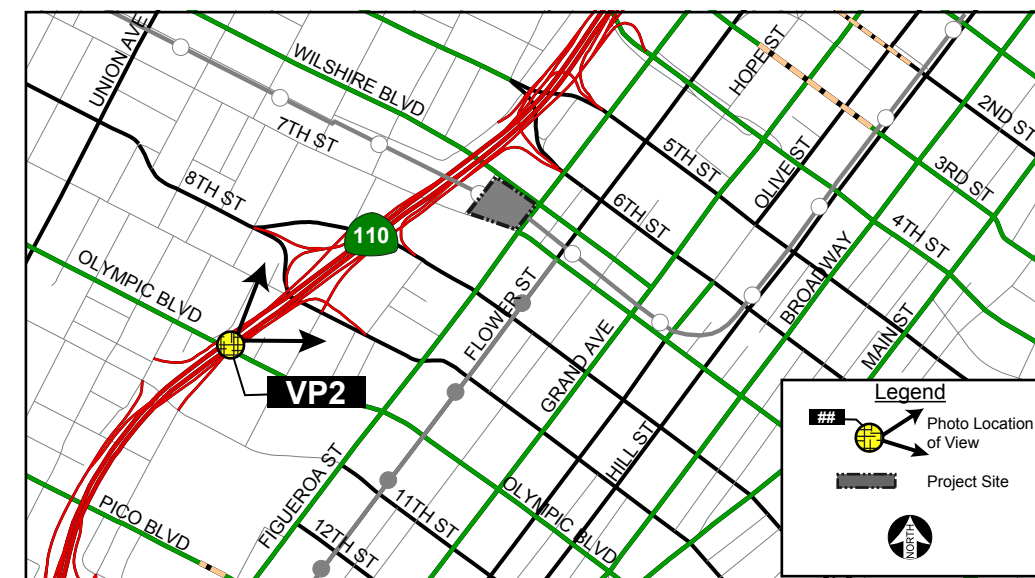 UNION AVE
WILSHIRE BLVD
7TH ST
8TH ST
OLYMPIC BLVD
110
VP2
PICO BLVD
FIGUEROA ST
FLOWER ST
GRAND AVE
11TH ST
12TH ST
OLYMPIC BLVD
HILL ST
HOPE ST
5TH ST
6TH ST
OLIVE ST
BROADWAY
MAIN ST
2ND ST
3RD ST
4TH ST
Legend
##
Photo Location
of View
Project Site
NORTH